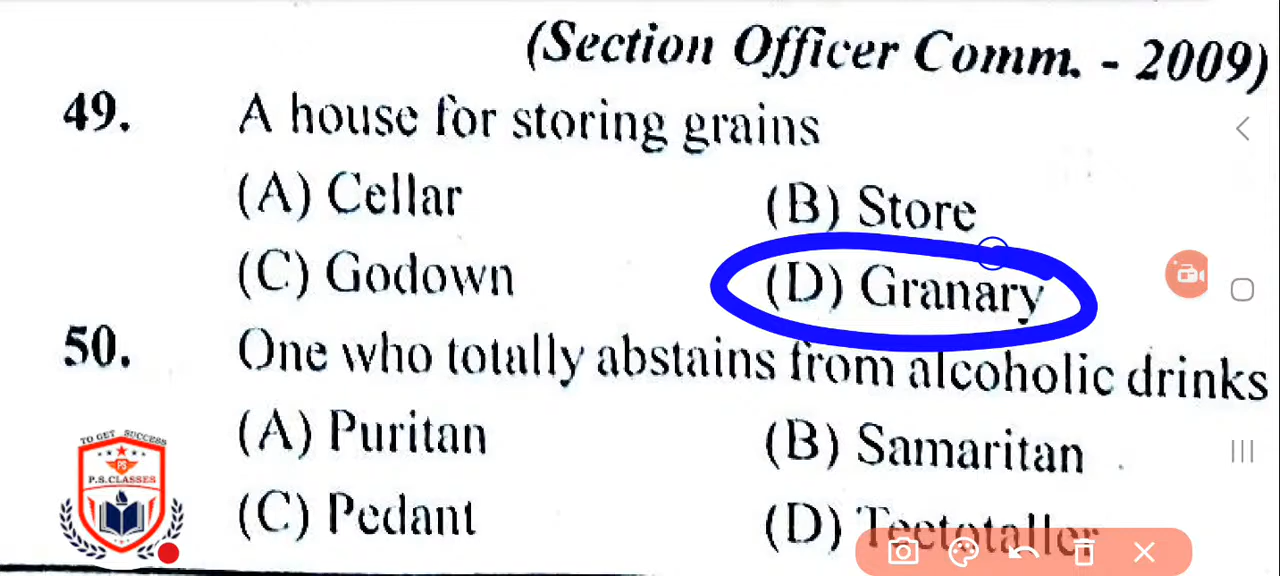 (Section Officer Comm. - 2009)
49. A house for storing grains
(A) Cellar (B) Store
(C) Godown (D) Granary
50. One who totally abstains from alcoholic drinks
(A) Puritan (B) Samaritan
(C) Pedant (D) Teetotaller
TO GET SUCCESS
PS
P.S.CLASSES